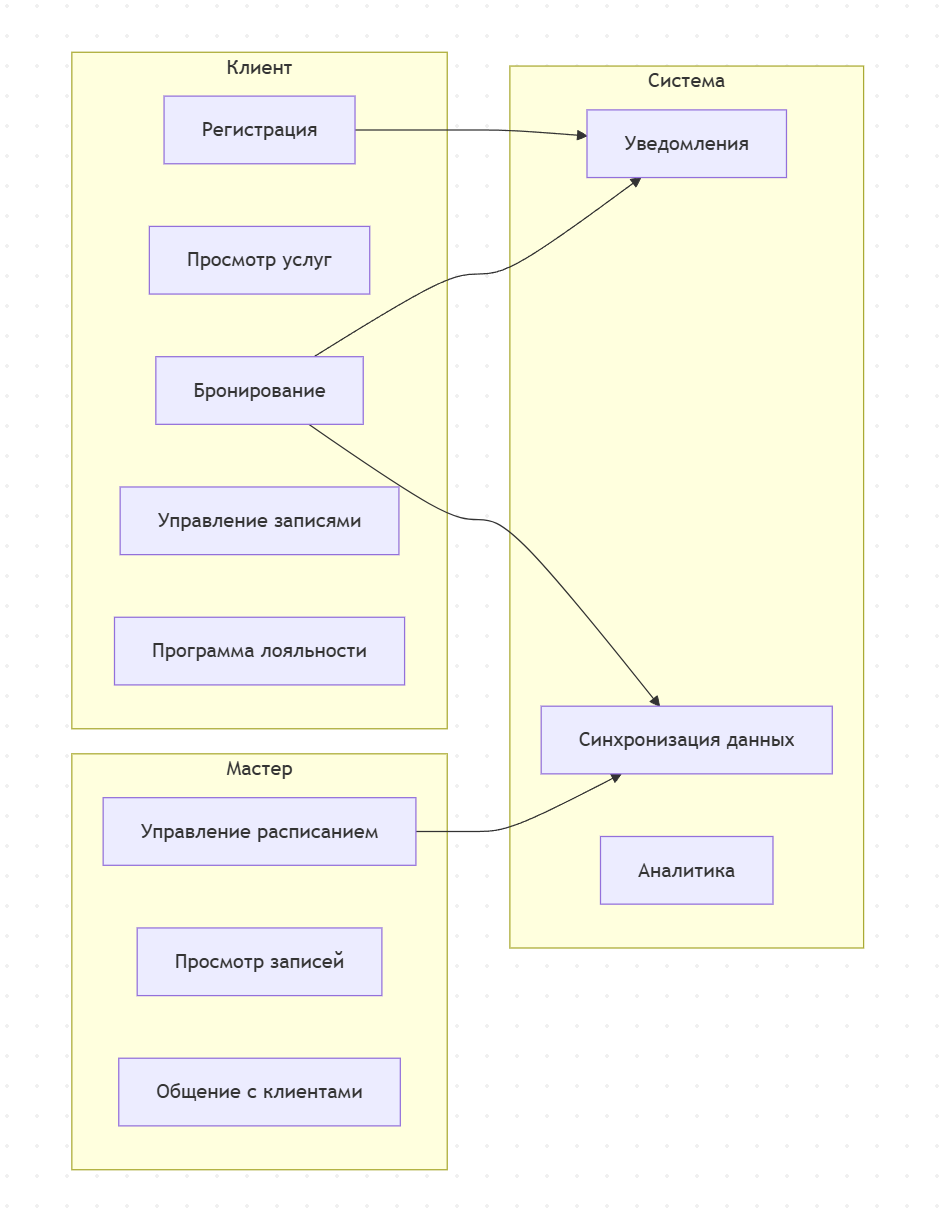 Клиент
Регистрация
Просмотр услуг
Бронирование
Управление записями
Программа лояльности
Мастер
Управление расписанием
Просмотр записей
Общение с клиентами
Система
Уведомления
Синхронизация данных
Аналитика